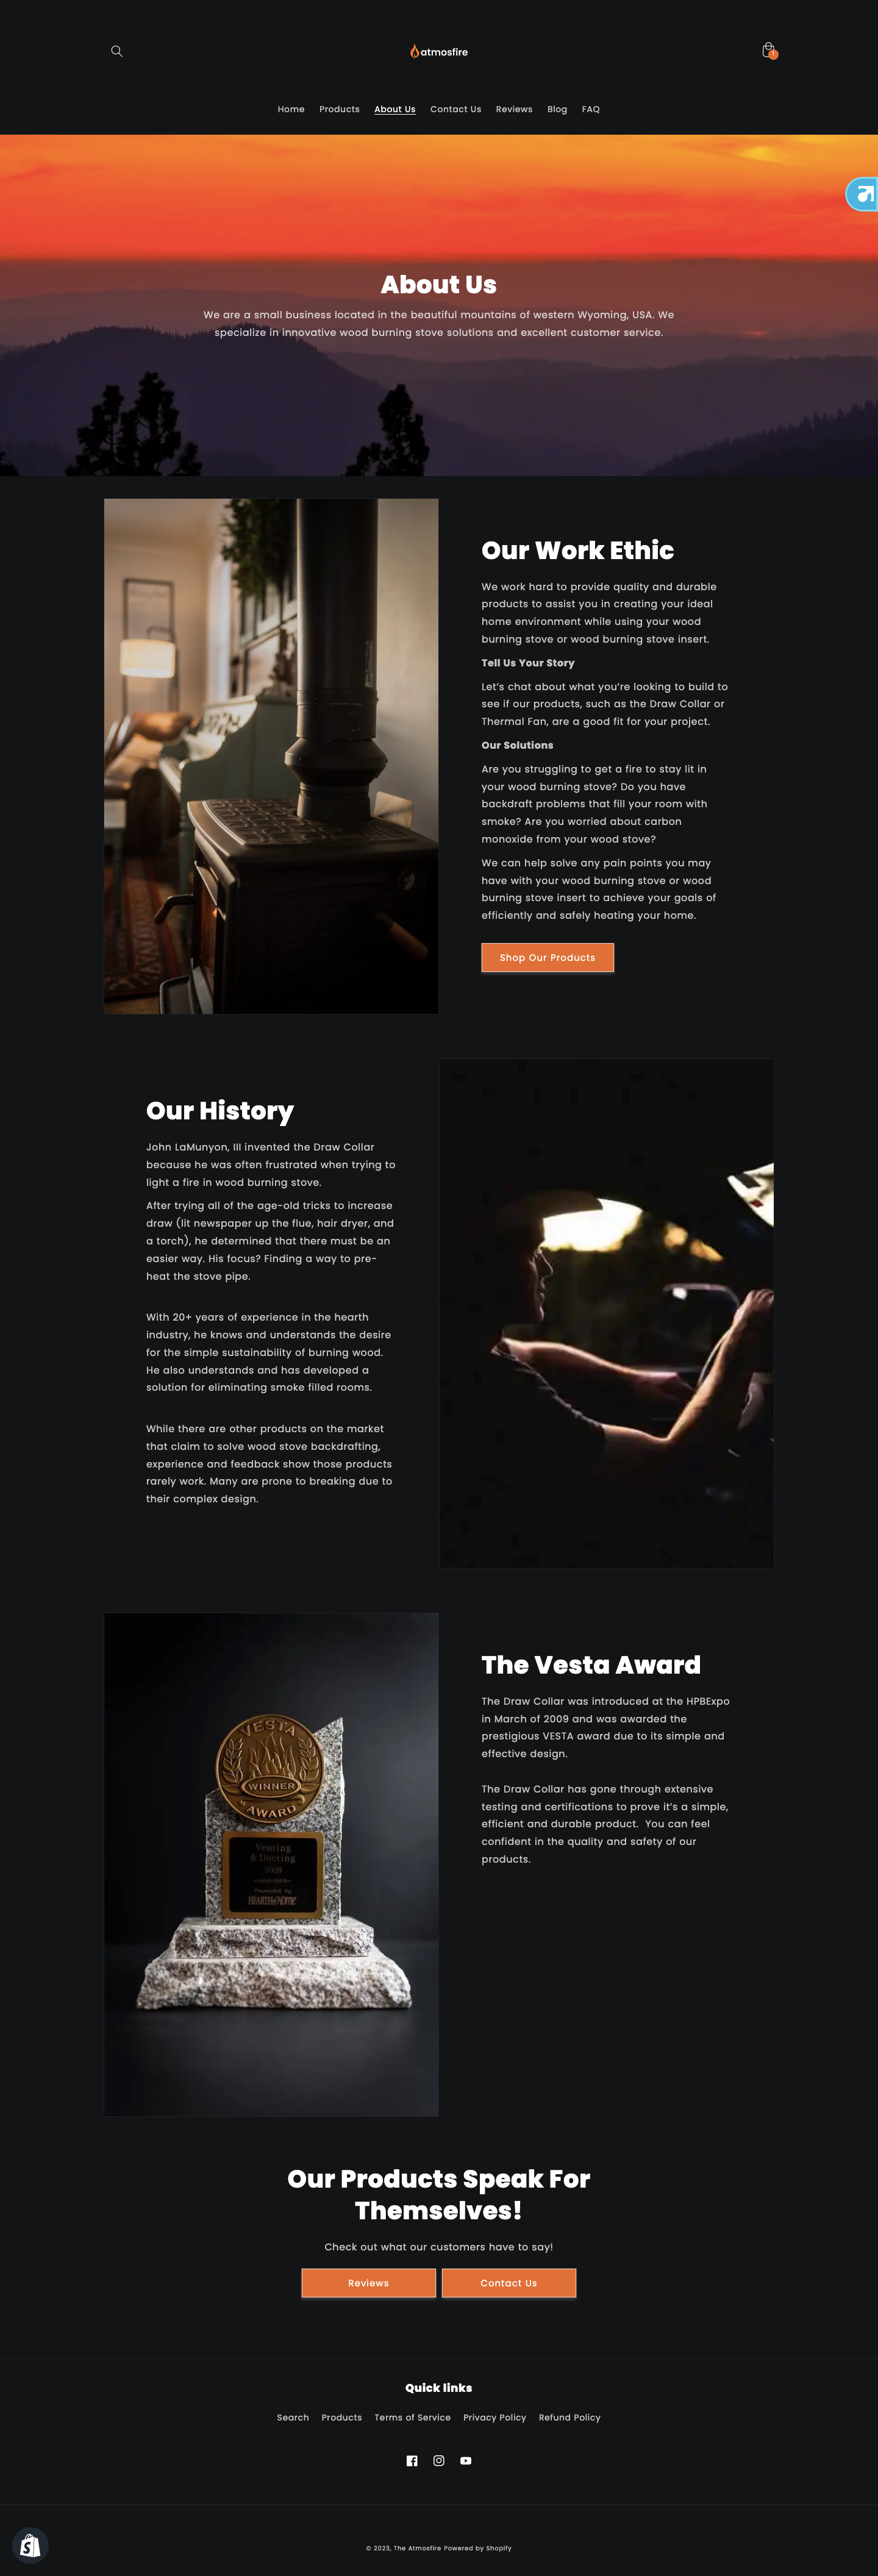 atmosfire
1
Home Products About Us Contact Us Reviews Blog FAQ
About Us
We are a small business located in the beautiful mountains of western Wyoming, USA. We
specialize in innovative wood burning stove solutions and excellent customer service.
Our Work Ethic
We work hard to provide quality and durable
products to assist you in creating your ideal
home environment while using your wood
burning stove or wood burning stove insert.
Tell Us Your Story
Let’s chat about what you’re looking to build to
see if our products, such as the Draw Collar or
Thermal Fan, are a good fit for your project.
Our Solutions
Are you struggling to get a fire to stay lit in
your wood burning stove? Do you have
backdraft problems that fill your room with
smoke? Are you worried about carbon
monoxide from your wood stove?
We can help solve any pain points you may
have with your wood burning stove or wood
burning stove insert to achieve your goals of
efficiently and safely heating your home.
Shop Our Products
Our History
John LaMunyon, III invented the Draw Collar
because he was often frustrated when trying to
light a fire in wood burning stove.
After trying all of the age-old tricks to increase
draw (lit newspaper up the flue, hair dryer, and
a torch), he determined that there must be an
easier way. His focus? Finding a way to pre-
heat the stove pipe.
With 20+ years of experience in the hearth
industry, he knows and understands the desire
for the simple sustainability of burning wood.
He also understands and has developed a
solution for eliminating smoke filled rooms.
While there are other products on the market
that claim to solve wood stove backdrafting,
experience and feedback show those products
rarely work. Many are prone to breaking due to
their complex design.
VESTA
WINNER
AWARD
Venting
& Ducting
2009
Presented by
HEARTH & Home
The Vesta Award
The Draw Collar was introduced at the HPBExpo
in March of 2009 and was awarded the
prestigious VESTA award due to its simple and
effective design.
The Draw Collar has gone through extensive
testing and certifications to prove it’s a simple,
efficient and durable product. You can feel
confident in the quality and safety of our
products.
Our Products Speak For
Themselves!
Check out what our customers have to say!
Reviews Contact Us
Quick links
Search Products Terms of Service Privacy Policy Refund Policy
© 2023, The Atmosfire Powered by Shopify